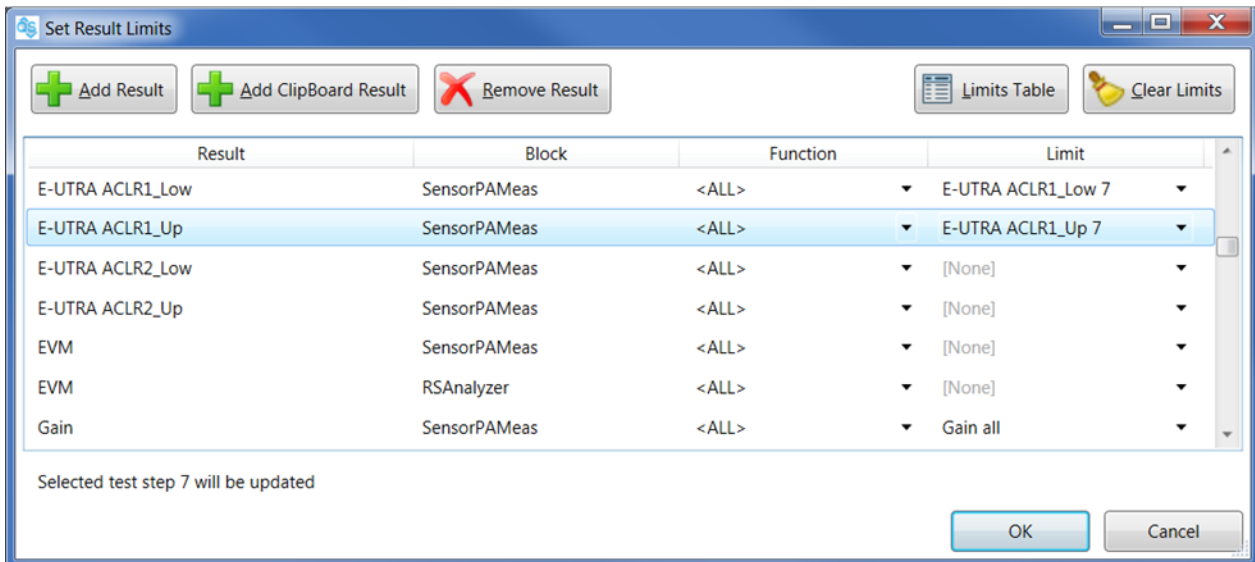 Set Result Limits
Add Result Add ClipBoard Result Remove Result Limits Table Clear Limits
Result Block Function Limit
E-UTRA ACLR1_Low SensorPAMeas <ALL> E-UTRA ACLR1_Low 7
E-UTRA ACLR1_Up SensorPAMeas <ALL> E-UTRA ACLR1_Up 7
E-UTRA ACLR2_Low SensorPAMeas <ALL> [None]
E-UTRA ACLR2_Up SensorPAMeas <ALL> [None]
EVM SensorPAMeas <ALL> [None]
EVM RSAnalyzer <ALL> [None]
Gain SensorPAMeas <ALL> Gain all
Selected test step 7 will be updated
OK Cancel